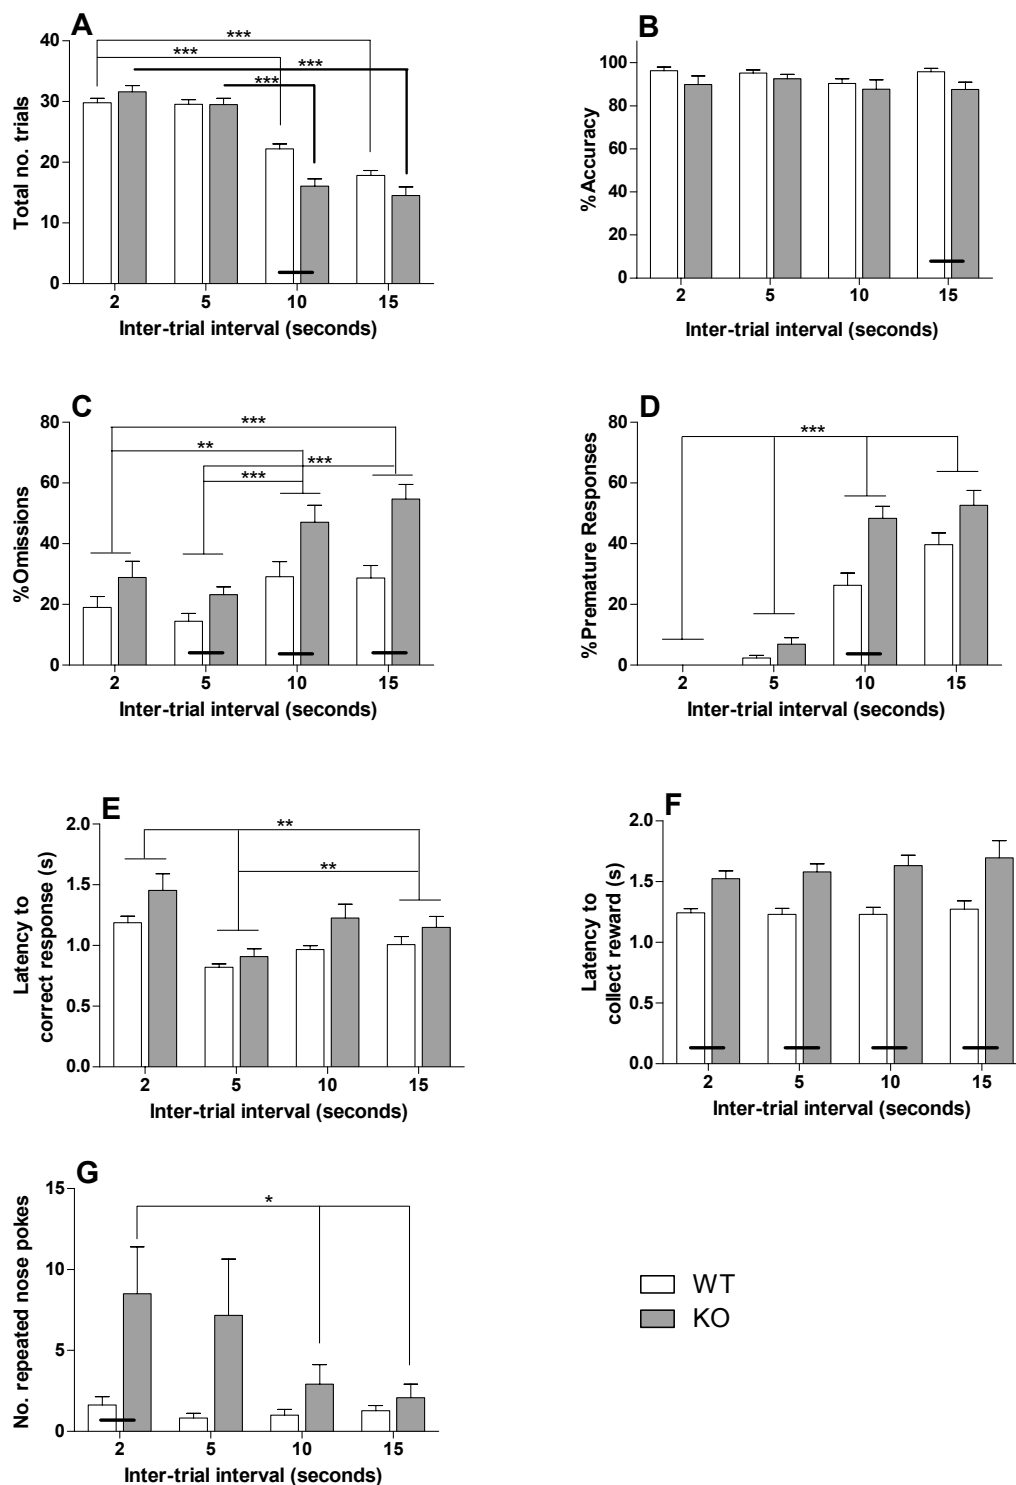 A
Total no. trials
40
30
20
10
0
***
***
***
***
2 5 10 15
Inter-trial interval (seconds)
B
%Accuracy
100
80
60
40
20
0
2 5 10 15
Inter-trial interval (seconds)
C
%Omissions
80
60
40
20
0
***
**
***
***
2 5 10 15
Inter-trial interval (seconds)
D
%Premature Responses
80
60
40
20
0
***
2 5 10 15
Inter-trial interval (seconds)
E
Latency to
correct response (s)
2.0
1.5
1.0
0.5
0.0
**
**
2 5 10 15
Inter-trial interval (seconds)
F
Latency to
collect reward (s)
2.0
1.5
1.0
0.5
0.0
2 5 10 15
Inter-trial interval (seconds)
G
No. repeated nose pokes
15
10
5
0
*
2 5 10 15
Inter-trial interval (seconds)
WT
KO